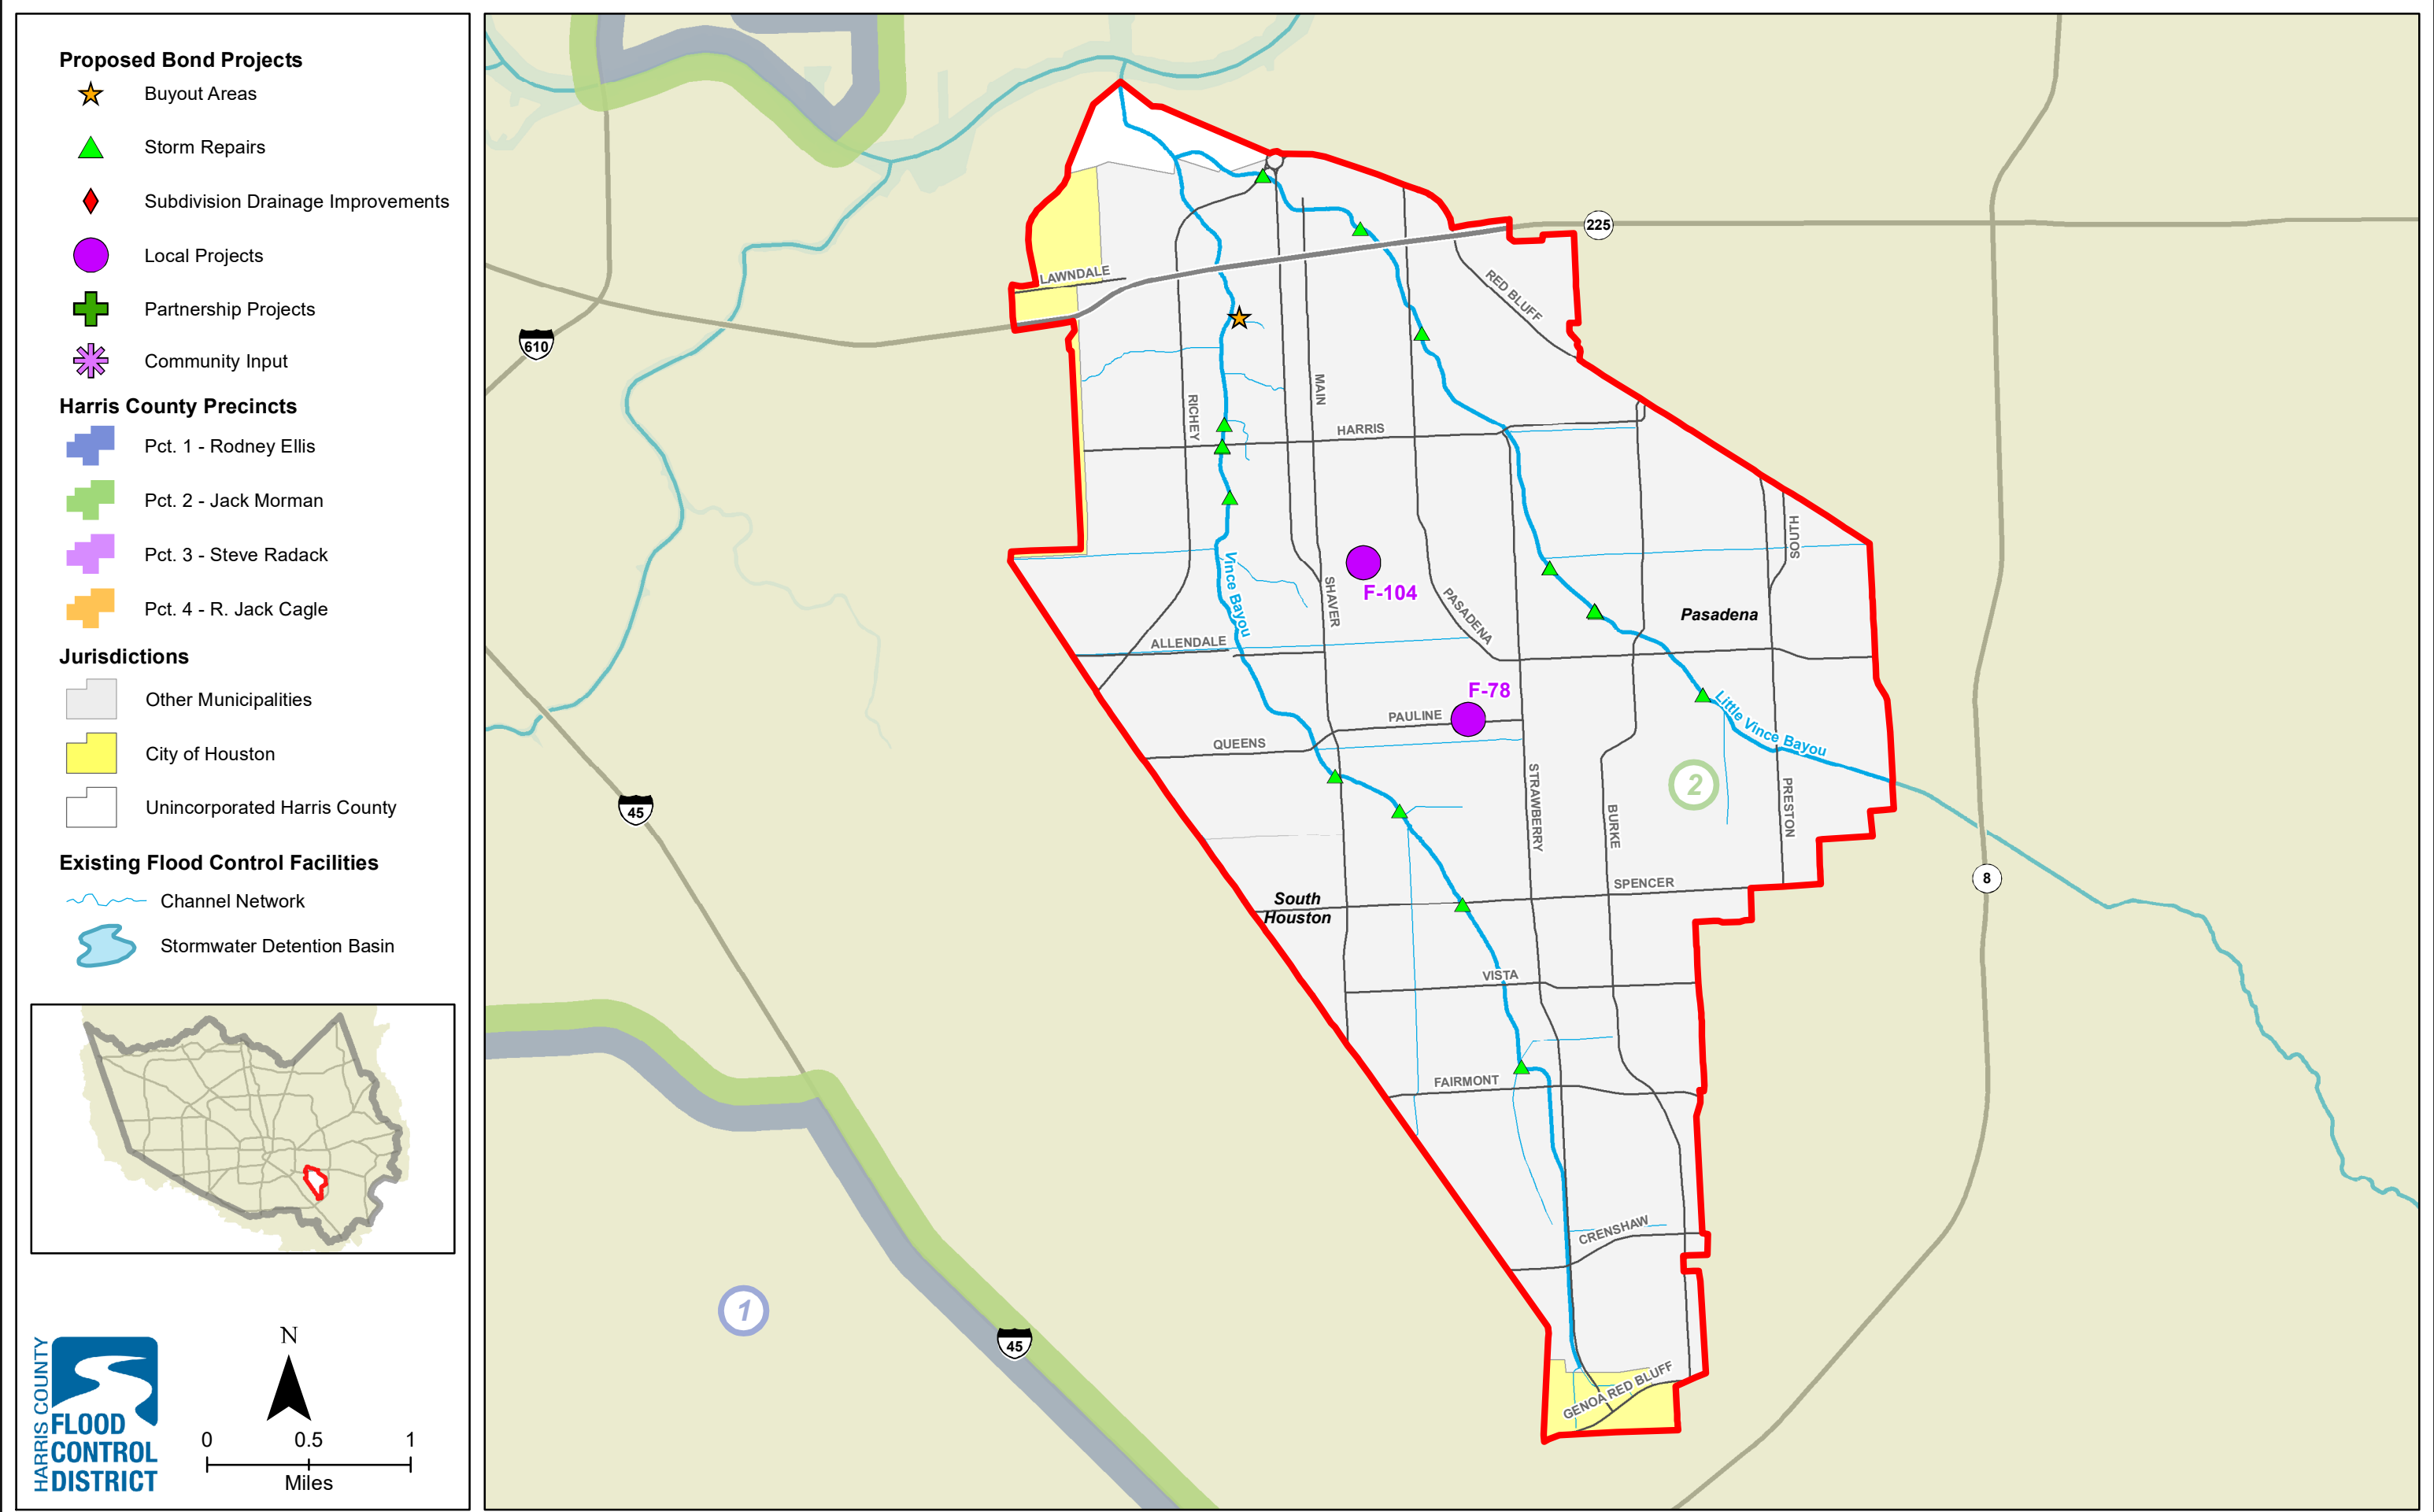 Proposed Bond Projects
Buyout Areas
Storm Repairs
Subdivision Drainage Improvements
Local Projects
Partnership Projects
Community Input
Harris County Precincts
Pct. 1 - Rodney Ellis
Pct. 2 - Jack Morman
Pct. 3 - Steve Radack
Pct. 4 - R. Jack Cagle
Jurisdictions
Other Municipalities
City of Houston
Unincorporated Harris County
Existing Flood Control Facilities
Channel Network
Stormwater Detention Basin
HARRIS COUNTY
FLOOD
CONTROL
DISTRICT
N
0 0.5 1
Miles
225
LAWNDALE
RED BLUFF
610
MAIN
RICHEY
HARRIS
SOUTH
Vince Bayou
F-104
SHAVER
PASADENA
Pasadena
ALLENDALE
F-78
Little Vince Bayou
PAULINE
QUEENS
2
45
STRAWBERRY
BURKE
PRESTON
8
SPENCER
South
Houston
VISTA
FAIRMONT
CRENSHAW
1
45
GENOA RED BLUFF